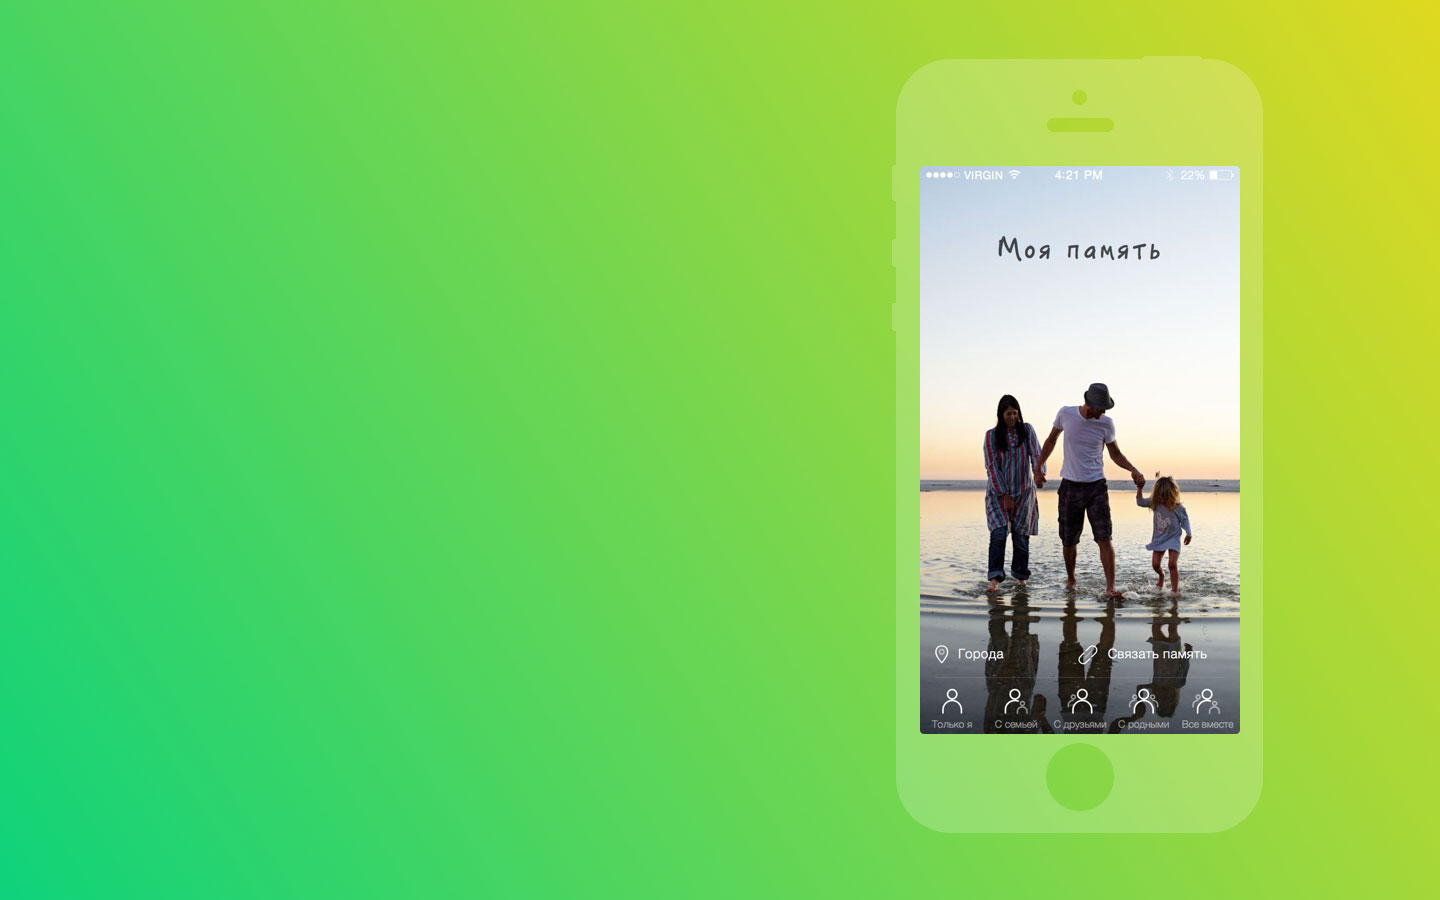 VIRGIN 4:21 PM 22%
Моя память
Города Связать память
Только я С семьей С друзьями С родными Все вместе